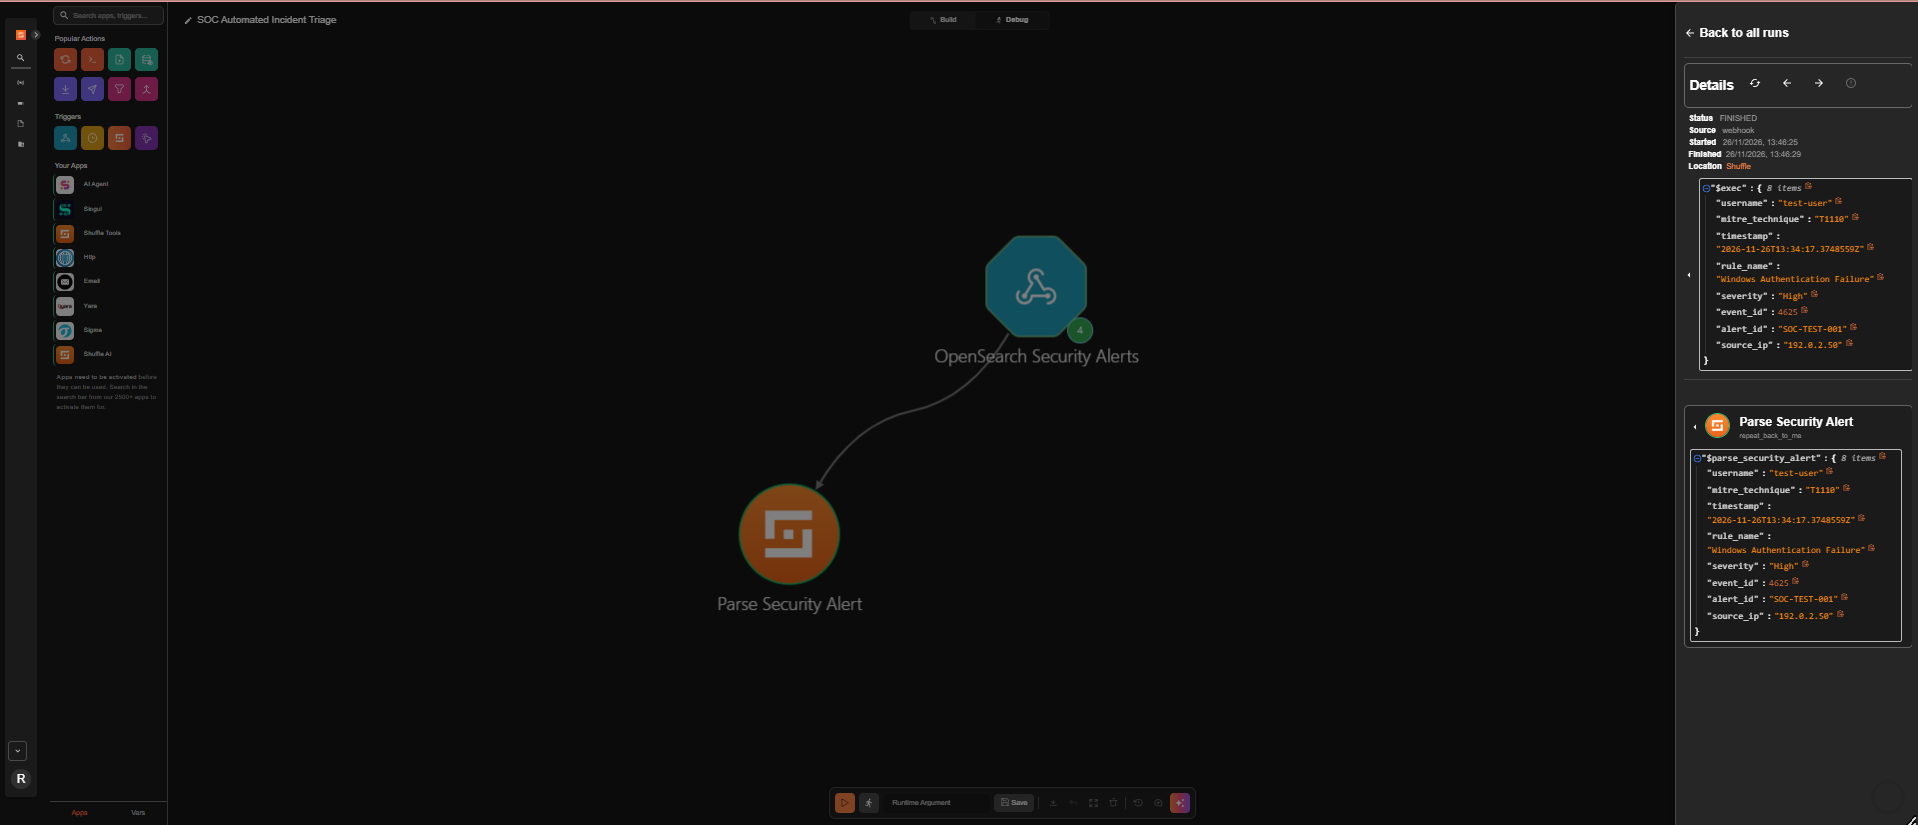 Search apps, triggers...
Popular Actions
Triggers
Your Apps
AI Agent
Singul
Shuffle Tools
Http
Email
Yara
Sigma
Shuffle AI
Apps need to be activated before
they can be used. Search in the
search bar from our 2500+ apps to
activate them for.
R
Apps
Vars
SOC Automated Incident Triage
Build
Debug
4
OpenSearch Security Alerts
Parse Security Alert
Runtime Argument
Save
Back to all runs
Details
Status FINISHED
Source webhook
Started 26/11/2026, 13:46:25
Finished 26/11/2026, 13:46:29
Location Shuffle
"$exec" : { 8 items
"username" : "test-user"
"mitre_technique" : "T1110"
"timestamp" :
"2026-11-26T13:34:17.3748559Z"
"rule_name" :
"Windows Authentication Failure"
"severity" : "High"
"event_id" : 4625
"alert_id" : "SOC-TEST-001"
"source_ip" : "192.0.2.50"
}
Parse Security Alert
repeat_back_to_me
"$parse_security_alert" : { 8 items
"username" : "test-user"
"mitre_technique" : "T1110"
"timestamp" :
"2026-11-26T13:34:17.3748559Z"
"rule_name" :
"Windows Authentication Failure"
"severity" : "High"
"event_id" : 4625
"alert_id" : "SOC-TEST-001"
"source_ip" : "192.0.2.50"
}